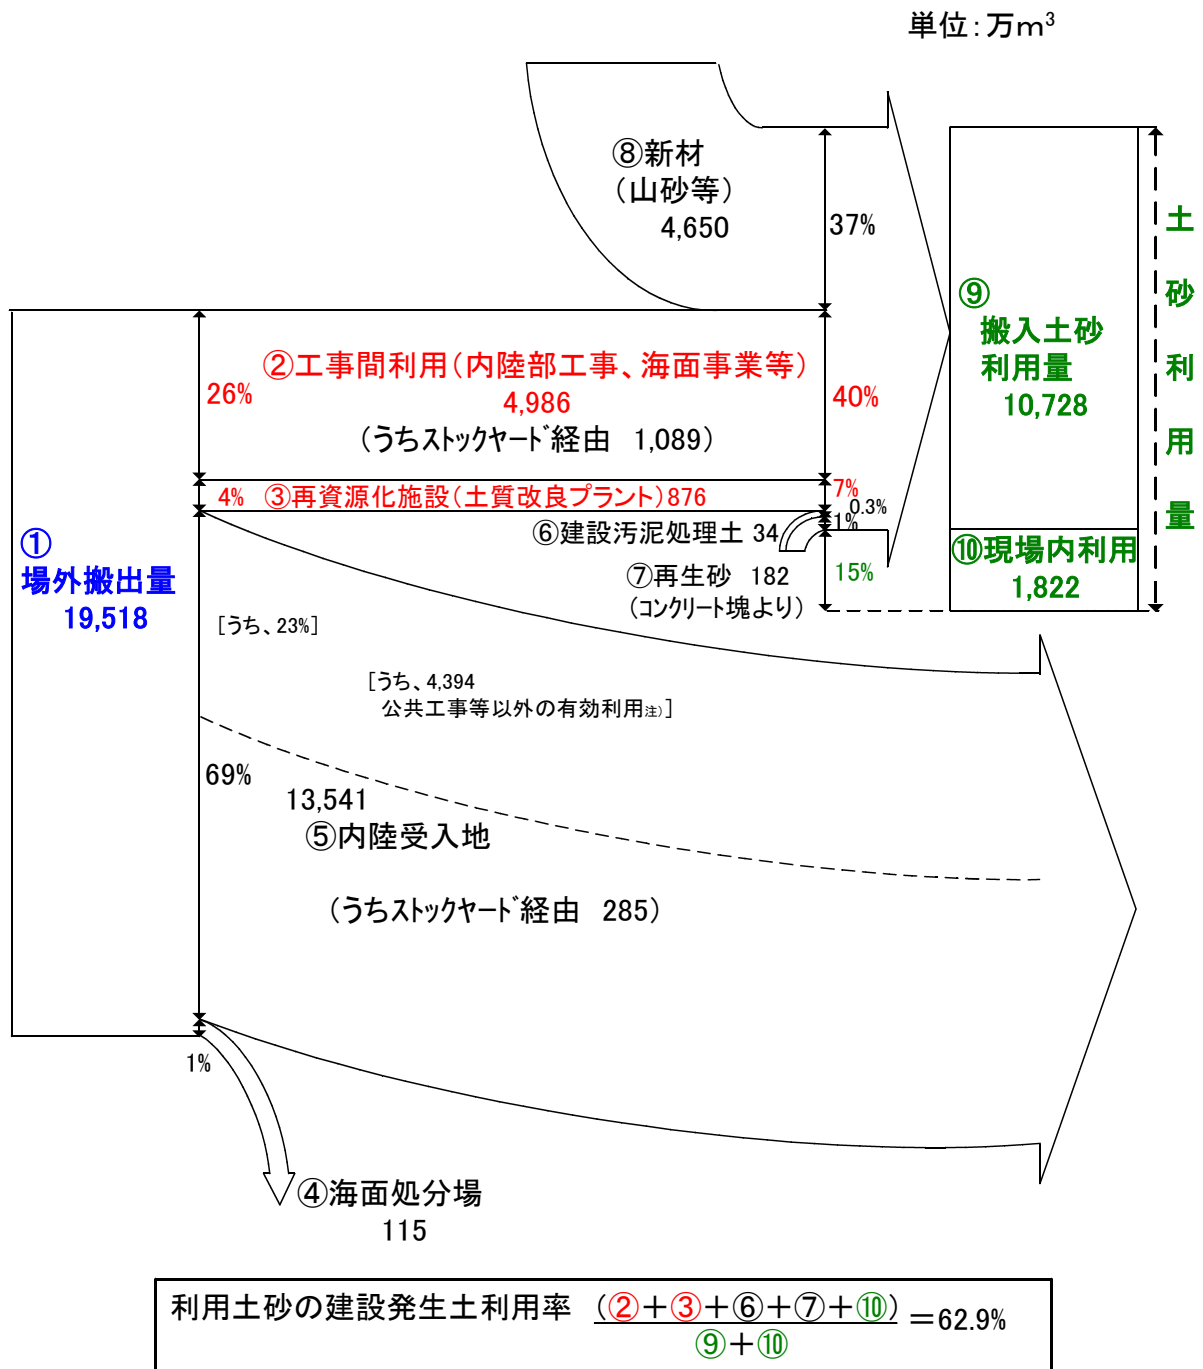 単位：万m³
⑧新材
（山砂等）
4,650
37%
土砂利用量
⑨
搬入土砂
利用量
10,728
②工事間利用（内陸部工事、海面事業等）
26%
4,986
40%
（うちストックヤード経由　1,089）
4%
③再資源化施設（土質改良プラント）876
7%
0.3%
1%
⑥建設汚泥処理土 34
⑩現場内利用
1,822
①
場外搬出量
19,518
⑦再生砂　182
（コンクリート塊より）
15%
［うち、23%］
［うち、4,394
公共工事等以外の有効利用注）］
69%
13,541
⑤内陸受入地
（うちストックヤード経由　285）
1%
④海面処分場
115
利用土砂の建設発生土利用率
（②＋③＋⑥＋⑦＋⑩）
⑨＋⑩
＝62.9%